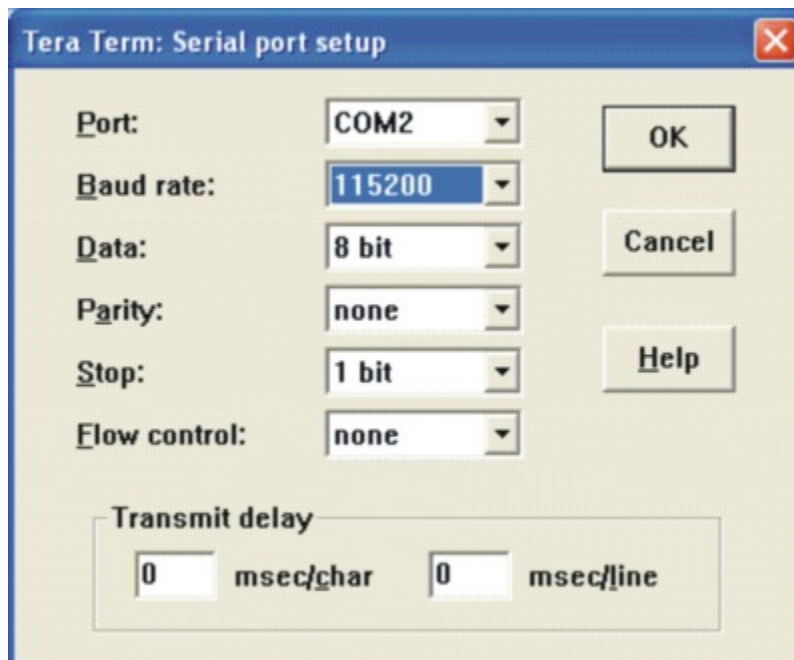 Tera Term: Serial port setup
Port: COM2 OK
Baud rate: 115200
Data: 8 bit Cancel
Parity: none
Stop: 1 bit Help
Flow control: none
Transmit delay
0 msec/char 0 msec/line